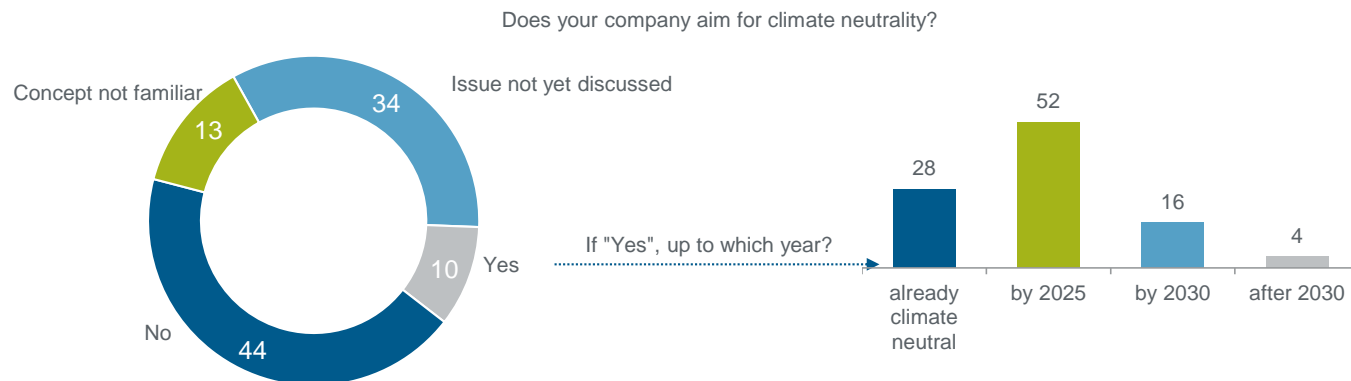 Does your company aim for climate neutrality?
Concept not familiar
Issue not yet discussed
34
13
10
Yes
No
44
If "Yes", up to which year?
28
52
16
4
already
climate
neutral
by 2025
by 2030
after 2030